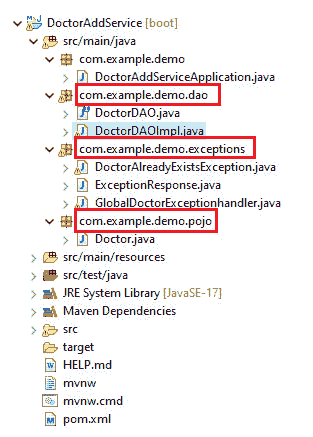 DoctorAddService [boot]
src/main/java
com.example.demo
DoctorAddServiceApplication.java
com.example.demo.dao
DoctorDAO.java
DoctorDAOImpl.java
com.example.demo.exceptions
DoctorAlreadyExistsException.java
ExceptionResponse.java
GlobalDoctorExceptionhandler.java
com.example.demo.pojo
Doctor.java
src/main/resources
src/test/java
JRE System Library [JavaSE-17]
Maven Dependencies
src
target
HELP.md
mvnw
mvnw.cmd
pom.xml